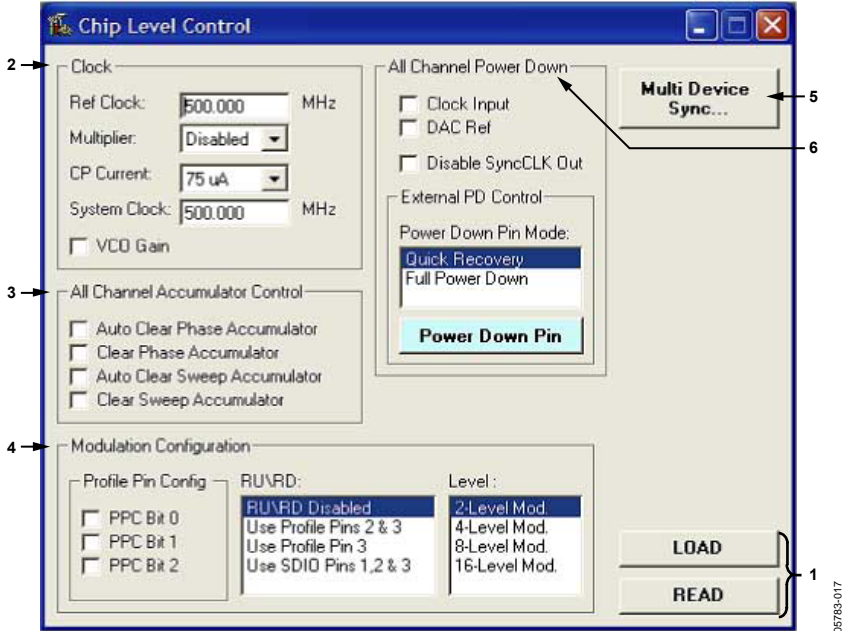 Chip Level Control
2
Clock
Ref Clock: 500.000 MHz
Multiplier: Disabled
CP Current: 75 uA
System Clock: 500.000 MHz
VCO Gain
3
All Channel Accumulator Control
Auto Clear Phase Accumulator
Clear Phase Accumulator
Auto Clear Sweep Accumulator
Clear Sweep Accumulator
All Channel Power Down
Clock Input
DAC Ref
Disable SyncCLK Out
External PD Control
Power Down Pin Mode:
Quick Recovery
Full Power Down
Power Down Pin
Multi Device
Sync...
5
6
4
Modulation Configuration
Profile Pin Config
PPC Bit 0
PPC Bit 1
PPC Bit 2
RU\RD:
RU\RD Disabled
Use Profile Pins 2 & 3
Use Profile Pin 3
Use SDIO Pins 1,2 & 3
Level :
2-Level Mod.
4-Level Mod.
8-Level Mod.
16-Level Mod.
LOAD
READ
1
05783-017